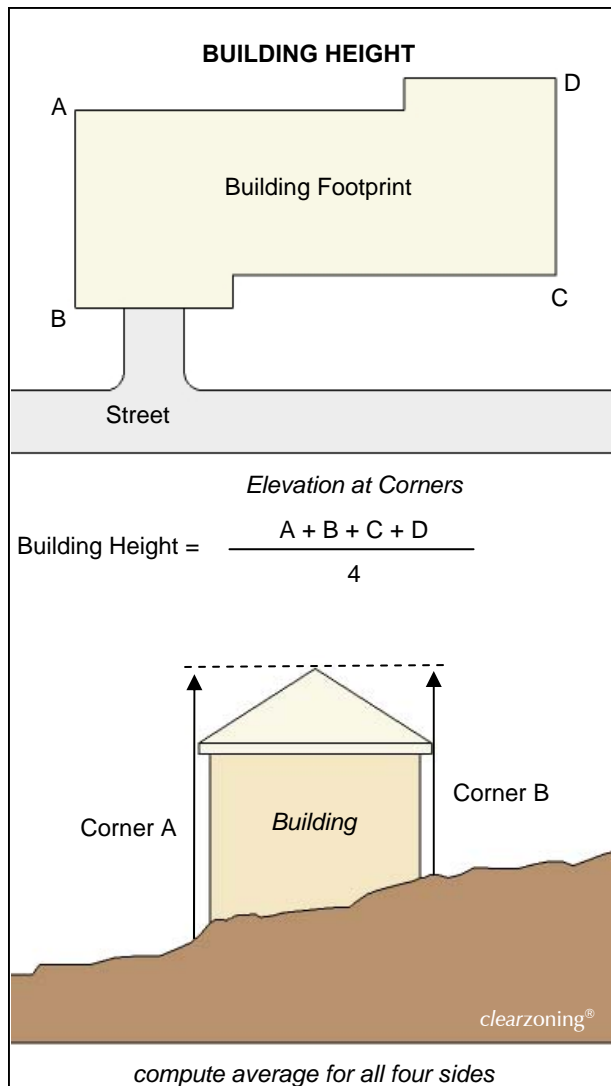 BUILDING HEIGHT
A
D
Building Footprint
B
C
Street
Elevation at Corners
Building Height =
A + B + C + D
4
Corner A
Building
Corner B
clearzoning®
compute average for all four sides